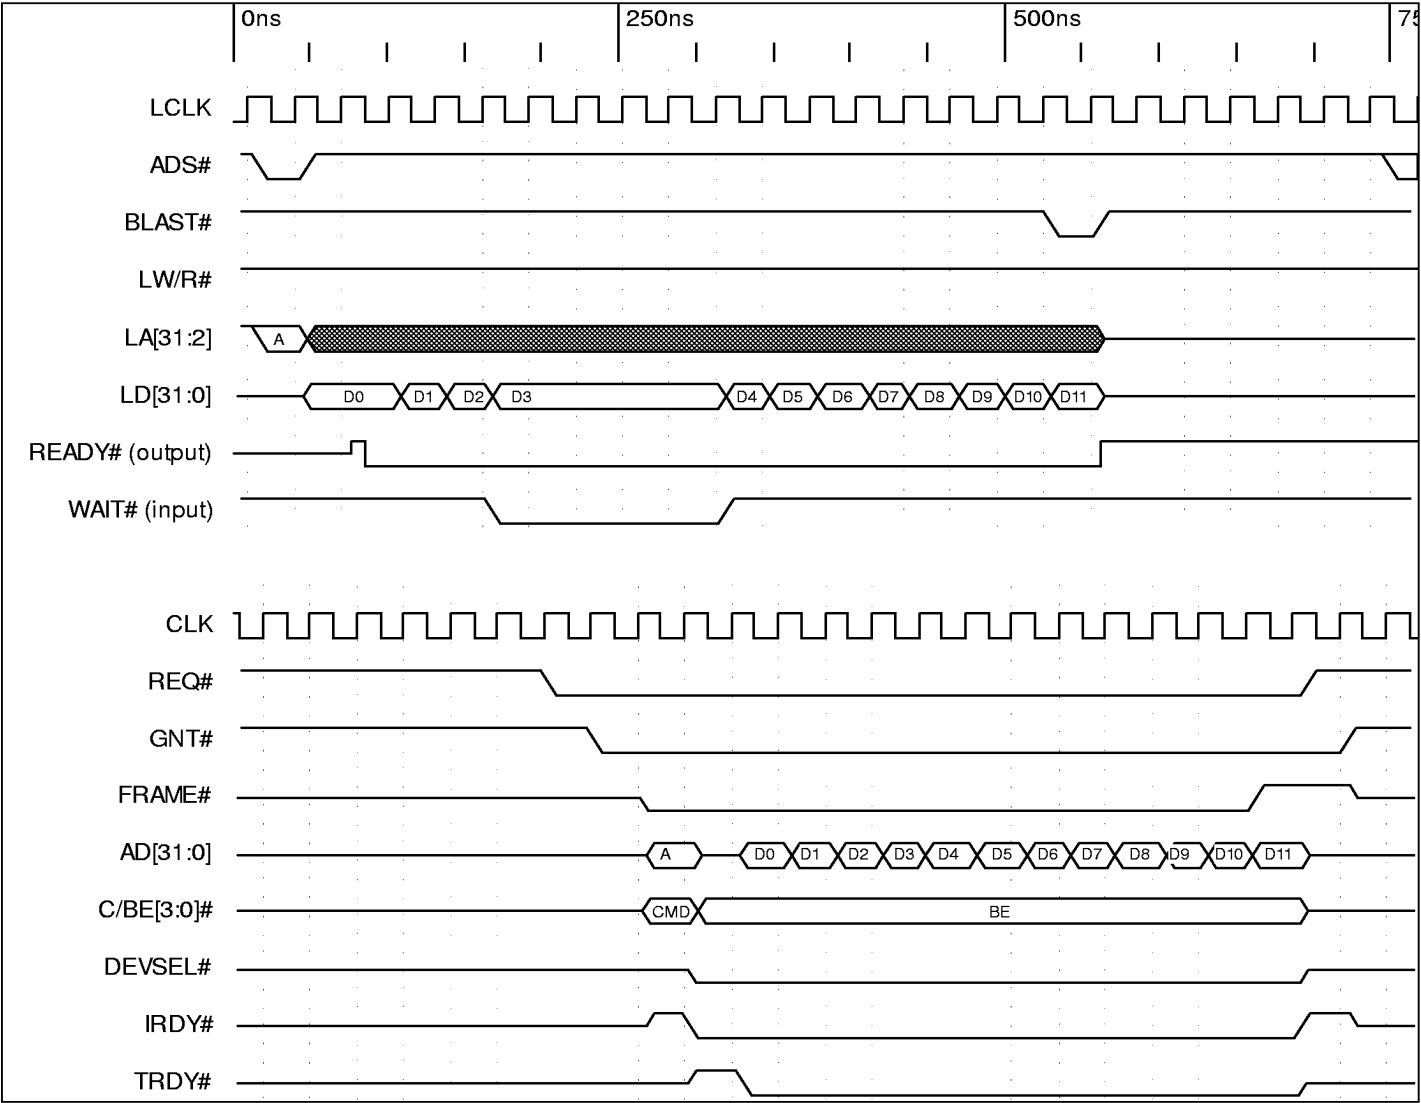 0ns 250ns 500ns 75
LCLK
ADS#
BLAST#
LW/R#
LA[31:2] A
LD[31:0] D0 D1 D2 D3 D4 D5 D6 D7 D8 D9 D10 D11
READY# (output)
WAIT# (input)
CLK
REQ#
GNT#
FRAME#
AD[31:0] A D0 D1 D2 D3 D4 D5 D6 D7 D8 D9 D10 D11
C/BE[3:0]# CMD BE
DEVSEL#
IRDY#
TRDY#